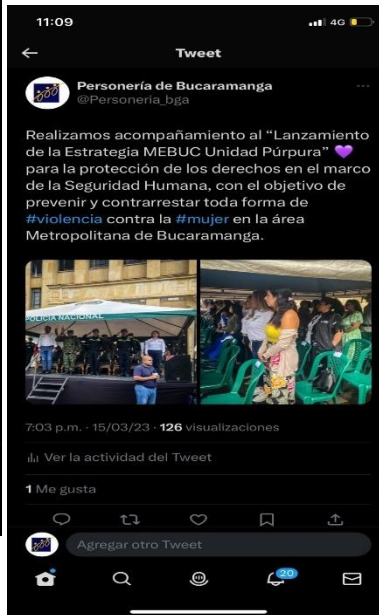 11:09
4G
Tweet
Personería de Bucaramanga
@Personeria_bga
Realizamos acompañamiento al “Lanzamiento
de la Estrategia MEBUC Unidad Púrpura” 💜
para la protección de los derechos en el marco
de la Seguridad Humana, con el objetivo de
prevenir y contrarrestar toda forma de
#violencia contra la #mujer en la área
Metropolitana de Bucaramanga.
POLICÍA NACIONAL
7:03 p.m. · 15/03/23 · 126 visualizaciones
Ver la actividad del Tweet
1 Me gusta
Agregar otro Tweet
20